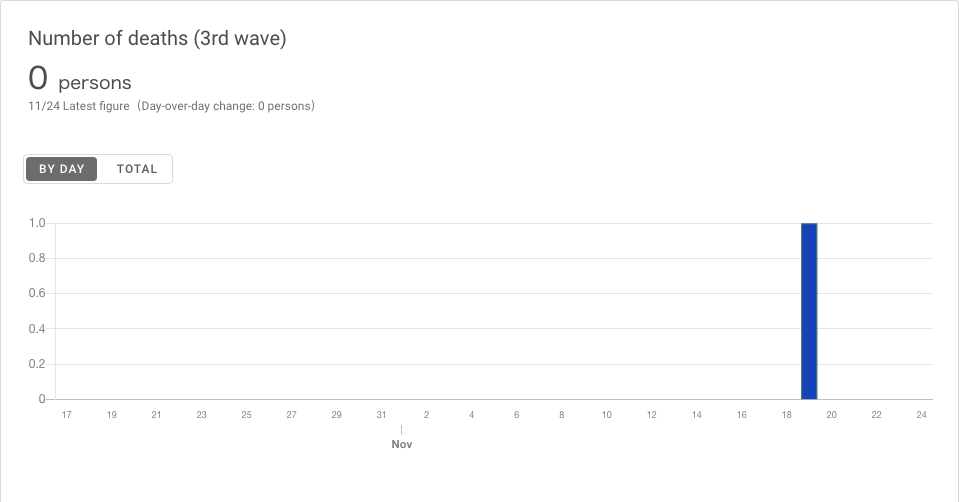 Number of deaths (3rd wave)
0 persons
11/24 Latest figure（Day-over-day change: 0 persons）
BY DAY TOTAL
1.0
0.8
0.6
0.4
0.2
0
17 19 21 23 25 27 29 31 2 4 6 8 10 12 14 16 18 20 22 24
Nov